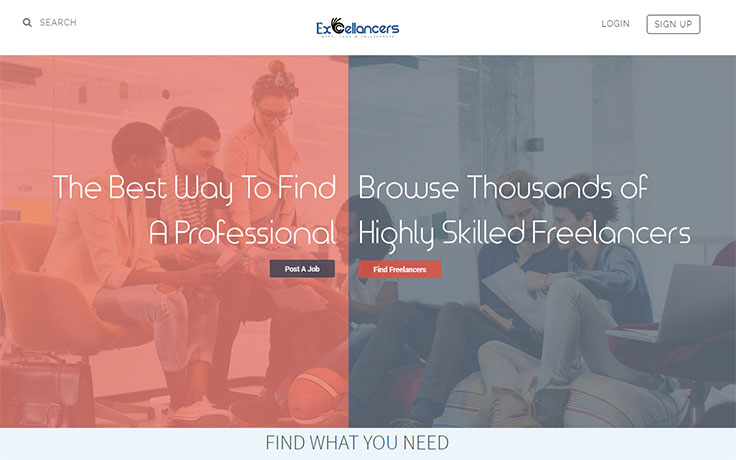 SEARCH
Excellancers
LOGIN
SIGN UP
The Best Way To Find
A Professional
Post A Job
Browse Thousands of
Highly Skilled Freelancers
Find Freelancers
FIND WHAT YOU NEED